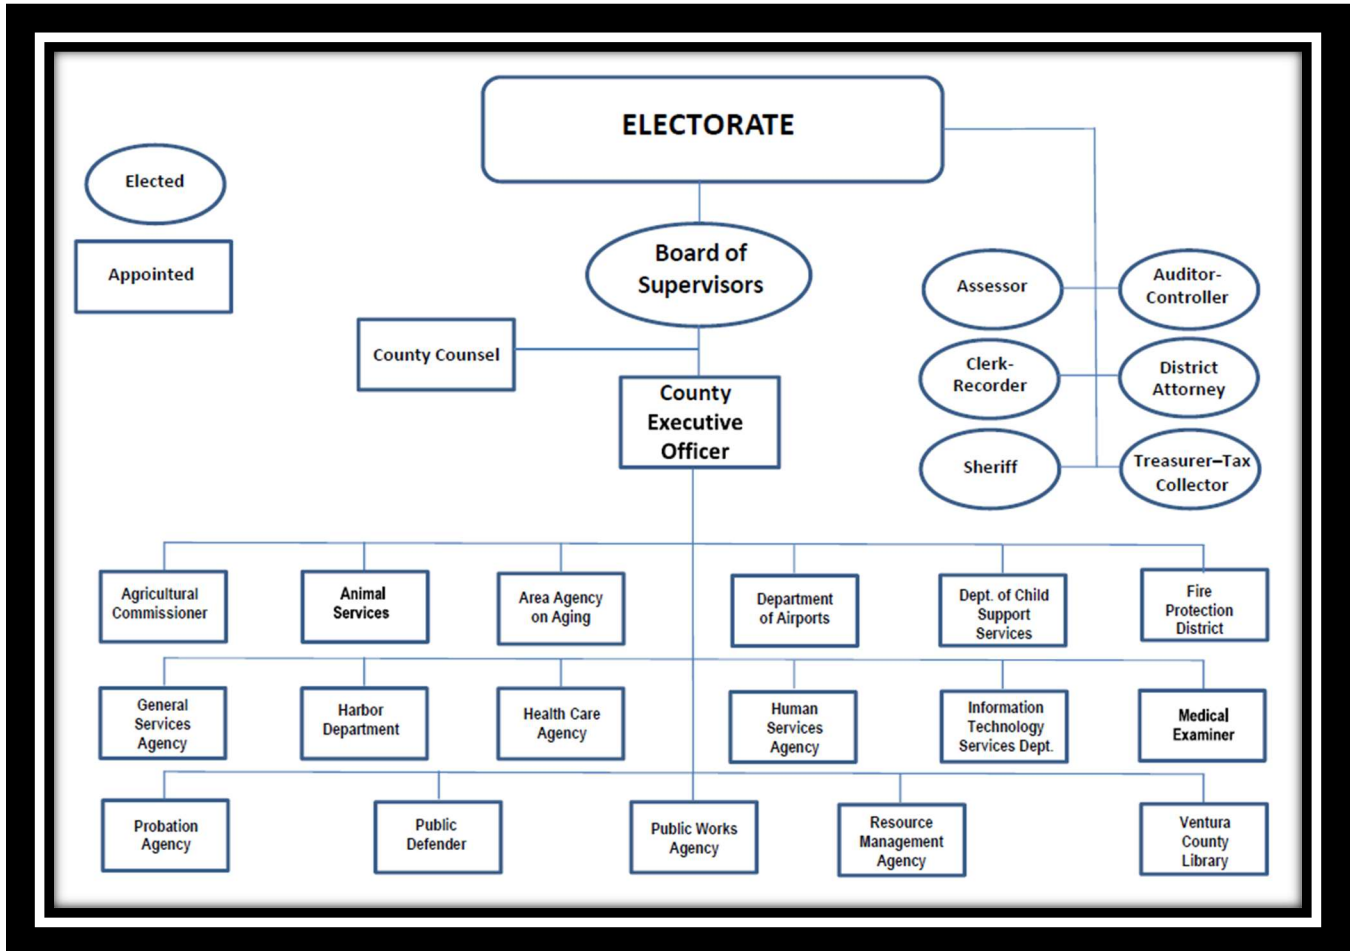 ELECTORATE
Elected
Appointed
Board of
Supervisors
County Counsel
County
Executive
Officer
Assessor
Auditor-
Controller
Clerk-
Recorder
District
Attorney
Sheriff
Treasurer–Tax
Collector
Agricultural
Commissioner
Animal
Services
Area Agency
on Aging
Department
of Airports
Dept. of Child
Support
Services
Fire
Protection
District
General
Services
Agency
Harbor
Department
Health Care
Agency
Human
Services
Agency
Information
Technology
Services Dept.
Medical
Examiner
Probation
Agency
Public
Defender
Public Works
Agency
Resource
Management
Agency
Ventura
County
Library